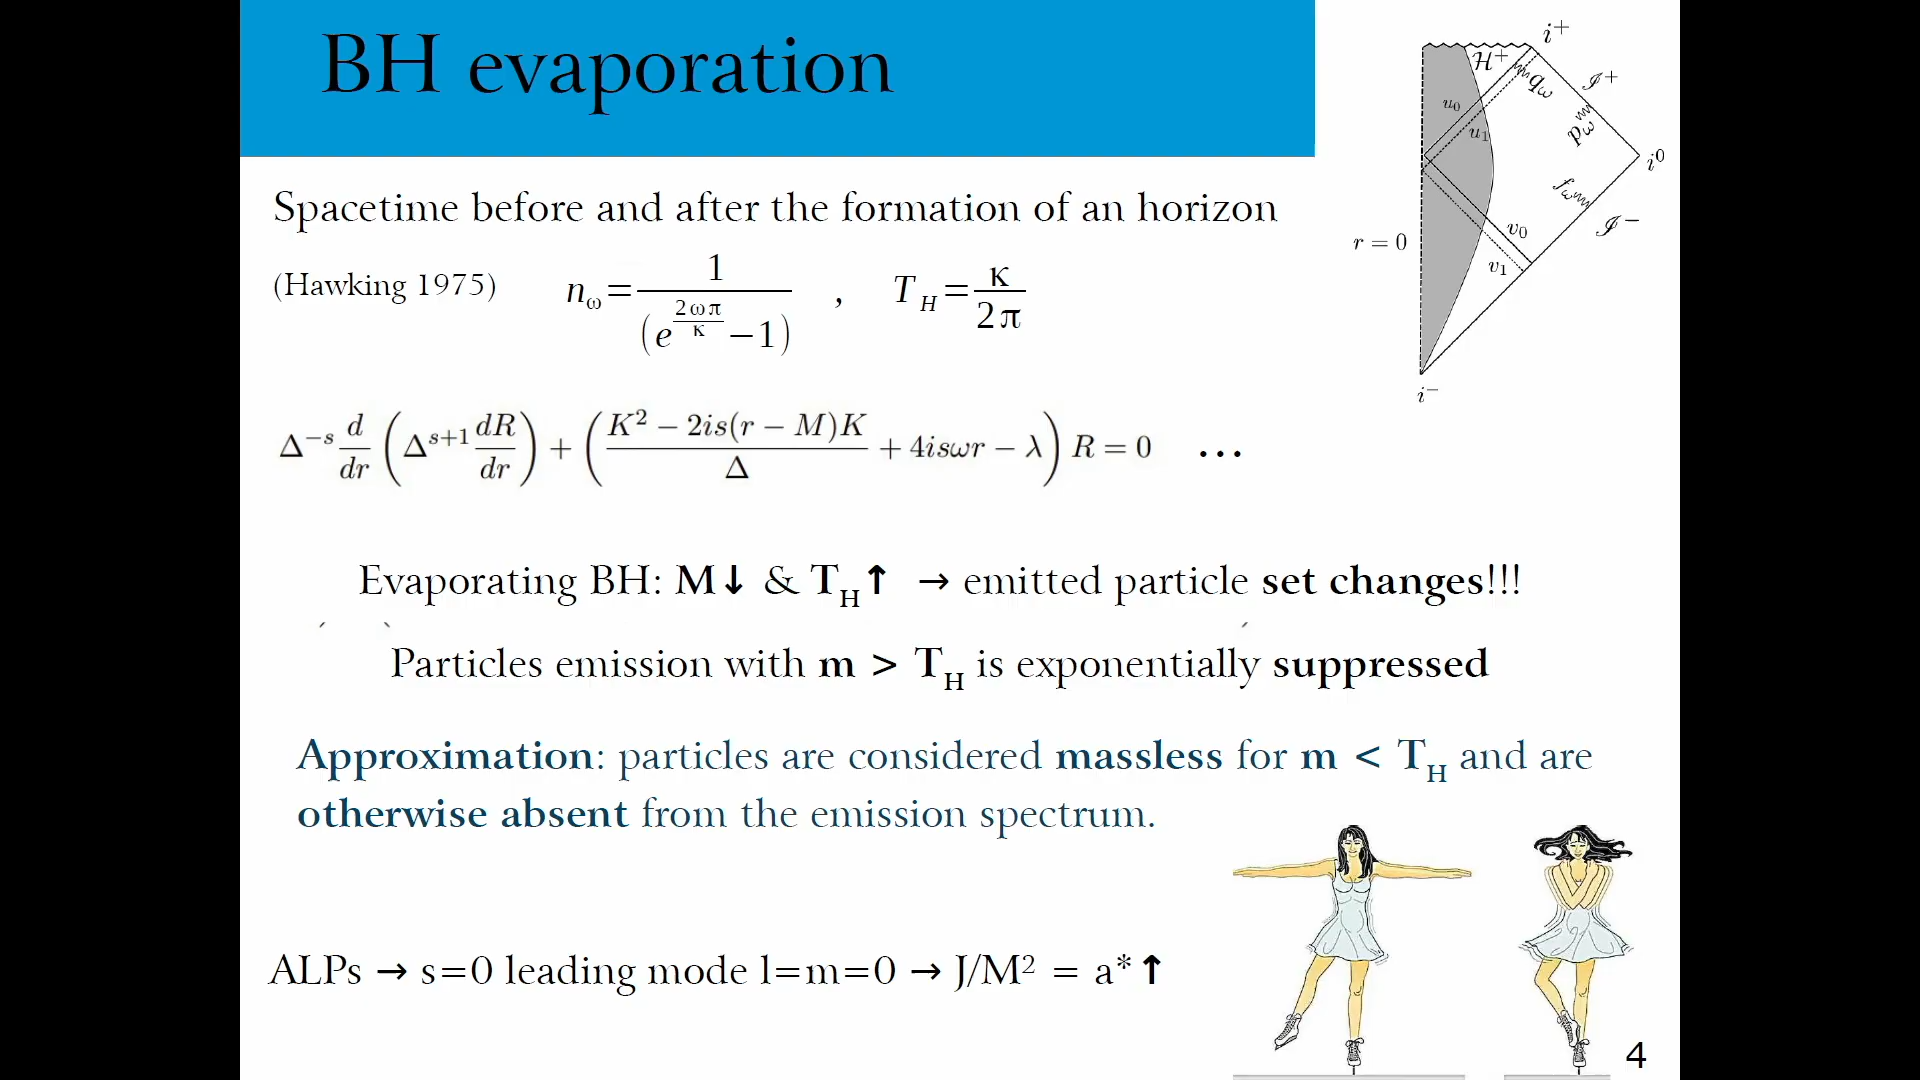 BH evaporation
i⁺
ℋ⁺
q_ω
𝓘⁺
u₀
u₁
p_ω
i⁰
f_ω
𝓘⁻
v₀
r = 0
v₁
i⁻
Spacetime before and after the formation of an horizon
(Hawking 1975) n_ω = 1 / (e^{2ωπ/κ} − 1) , T_H = κ / 2π
Δ^{−s} d/dr (Δ^{s+1} dR/dr) + ((K² − 2is(r − M)K)/Δ + 4isωr − λ) R = 0 ...
Evaporating BH: M↓ & T_H↑ → emitted particle set changes!!!
Particles emission with m > T_H is exponentially suppressed
Approximation: particles are considered massless for m < T_H and are
otherwise absent from the emission spectrum.
ALPs → s=0 leading mode l=m=0 → J/M² = a*↑
4